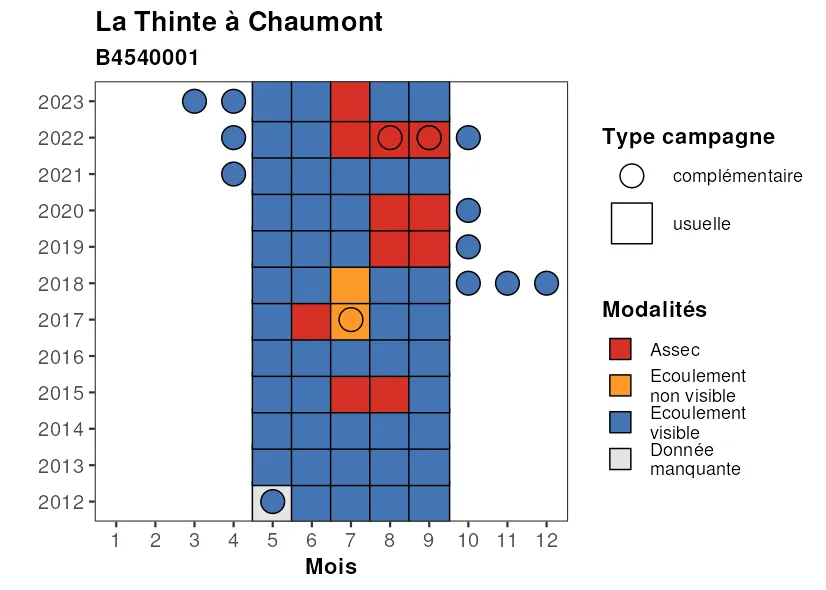 La Thinte à Chaumont
B4540001
2023
2022
2021
2020
2019
2018
2017
2016
2015
2014
2013
2012
1 2 3 4 5 6 7 8 9 10 11 12
Mois
Type campagne
complémentaire
usuelle
Modalités
Assec
Ecoulement
non visible
Ecoulement
visible
Donnée
manquante